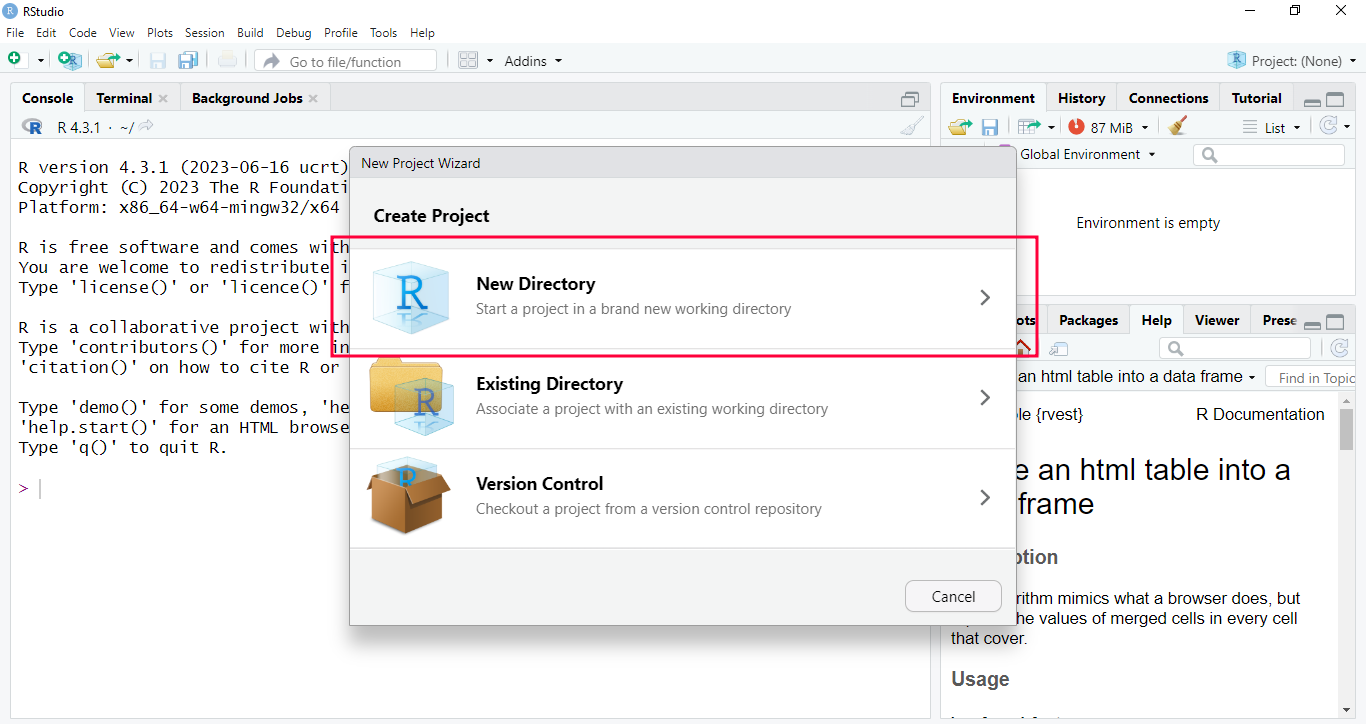 RStudio
File Edit Code View Plots Session Build Debug Profile Tools Help
Go to file/function Addins Project: (None)
Console Terminal Background Jobs
R 4.3.1 · ~/
R version 4.3.1 (2023-06-16 ucrt)
Copyright (C) 2023 The R Foundati
Platform: x86_64-w64-mingw32/x64
R is free software and comes with
You are welcome to redistribute i
Type 'license()' or 'licence()' f
R is a collaborative project with
Type 'contributors()' for more in
'citation()' on how to cite R or
Type 'demo()' for some demos, 'he
'help.start()' for an HTML browse
Type 'q()' to quit R.
>
New Project Wizard
Create Project
New Directory
Start a project in a brand new working directory
Existing Directory
Associate a project with an existing working directory
Version Control
Checkout a project from a version control repository
Cancel
Environment History Connections Tutorial
87 MiB List
Global Environment
Environment is empty
ots Packages Help Viewer Prese
an html table into a data frame Find in Topic
le {rvest} R Documentation
e an html table into a
frame
ption
rithm mimics what a browser does, but
he values of merged cells in every cell
that cover.
Usage